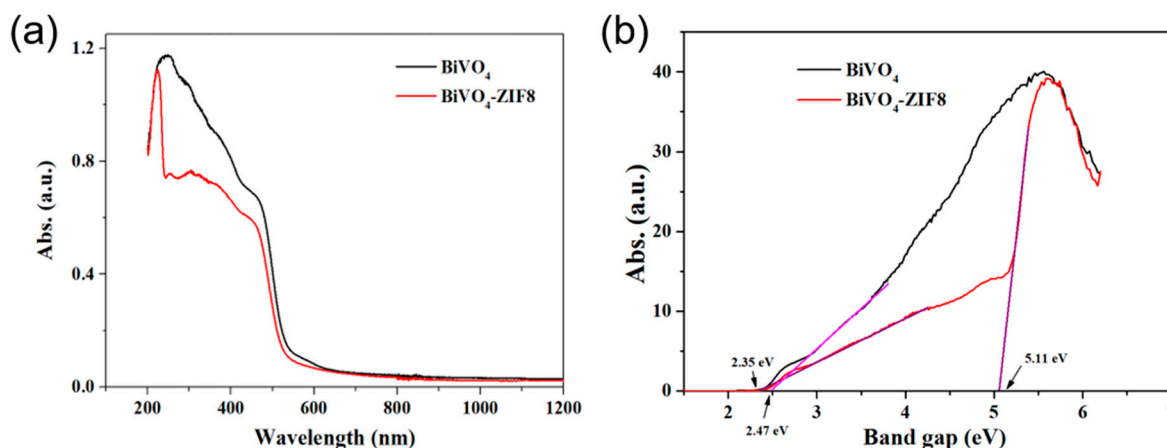 (a)
BiVO₄
BiVO₄-ZIF8
Abs. (a.u.)
1.2
0.8
0.4
0.0
200 400 600 800 1000 1200
Wavelength (nm)
(b)
BiVO₄
BiVO₄-ZIF8
Abs. (a.u.)
40
30
20
10
0
2.35 eV
5.11 eV
2 3 4 5 6
2.47 eV
Band gap (eV)